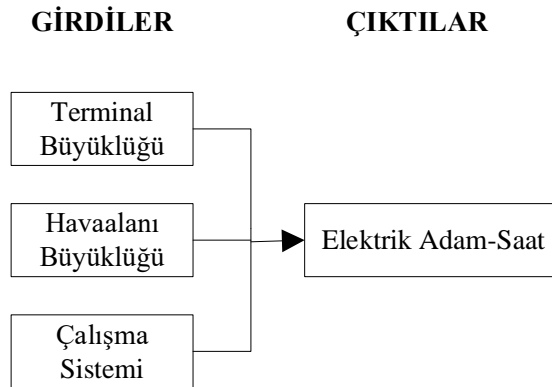 GİRDİLER
ÇIKTILAR
Terminal
Büyüklüğü
Havaalanı
Büyüklüğü
Elektrik Adam-Saat
Çalışma
Sistemi